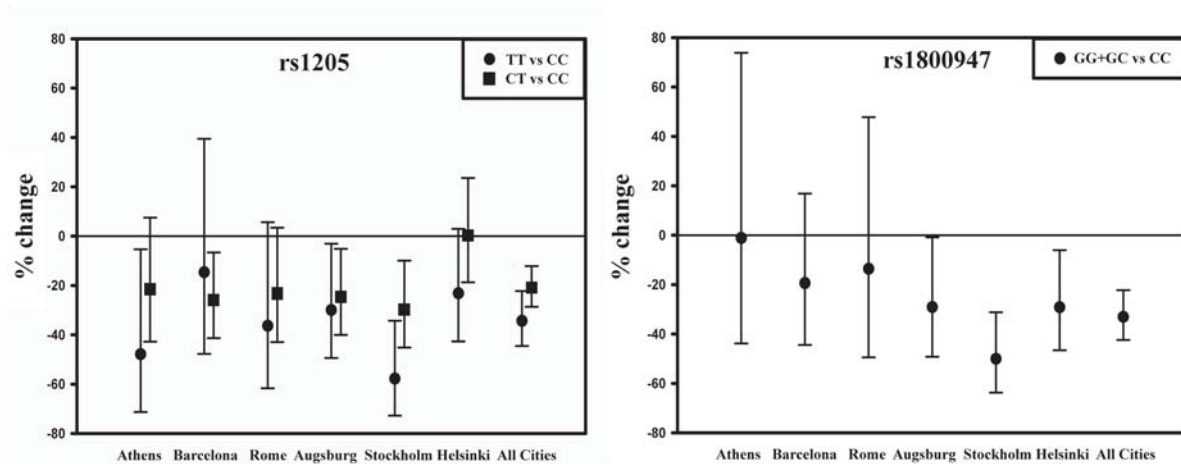 rs1205
TT vs CC
CT vs CC
% change
80
60
40
20
0
-20
-40
-60
-80
Athens Barcelona Rome Augsburg Stockholm Helsinki All Cities
rs1800947
GG+GC vs CC
% change
80
60
40
20
0
-20
-40
-60
-80
Athens Barcelona Rome Augsburg Stockholm Helsinki All Cities